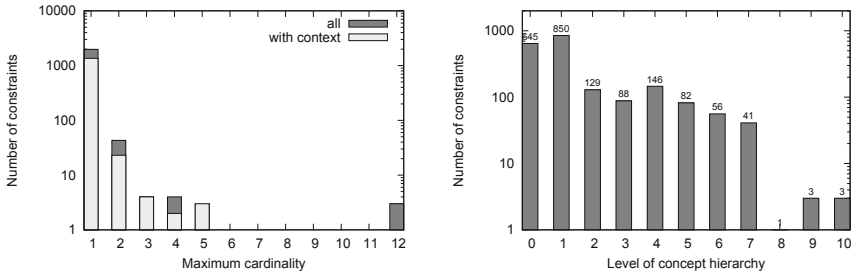 10000
1000
100
10
1
Number of constraints
all
with context
1 2 3 4 5 6 7 8 9 10 11 12
Maximum cardinality
1000
100
10
1
Number of constraints
645
850
129
88
146
82
56
41
1
3
3
0 1 2 3 4 5 6 7 8 9 10
Level of concept hierarchy